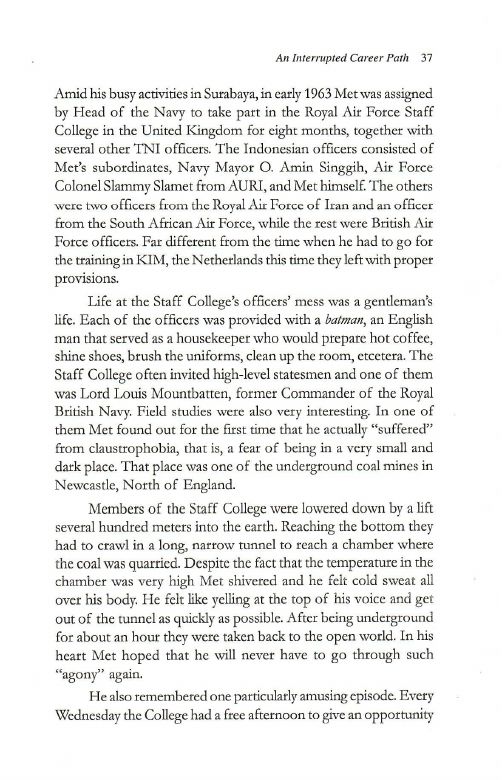 An Interrupted Career Path 37
Amid his busy activities in Surabaya, in early 1963 Met was assigned
by Head of the Navy to take part in the Royal Air Force Staff
College in the United Kingdom for eight months, together with
several other TNI officers. The Indonesian officers consisted of
Met's subordinates, Navy Mayor O. Amin Singgih, Air Force
Colonel Slammy Slamet from AURI, and Met himself. The others
were two officers from the Royal Air Force of Iran and an officer
from the South African Air Force, while the rest were British Air
Force officers. Far different from the time when he had to go for
the training in KIM, the Netherlands this time they left with proper
provisions.
Life at the Staff College's officers' mess was a gentleman's
life. Each of the officers was provided with a batman, an English
man that served as a housekeeper who would prepare hot coffee,
shine shoes, brush the uniforms, clean up the room, etcetera. The
Staff College often invited high-level statesmen and one of them
was Lord Louis Mountbatten, former Commander of the Royal
British Navy. Field studies were also very interesting. In one of
them Met found out for the first time that he actually "suffered"
from claustrophobia, that is, a fear of being in a very small and
dark place. That place was one of the underground coal mines in
Newcastle, North of England.
Members of the Staff College were lowered down by a lift
several hundred meters into the earth. Reaching the bottom they
had to crawl in a long, narrow tunnel to reach a chamber where
the coal was quarried. Despite the fact that the temperature in the
chamber was very high Met shivered and he felt cold sweat all
over his body. He felt like yelling at the top of his voice and get
out of the tunnel as quickly as possible. After being underground
for about an hour they were taken back to the open world. In his
heart Met hoped that he will never have to go through such
"agony" again.
He also remembered one particularly amusing episode. Every
Wednesday the College had a free afternoon to give an opportunity